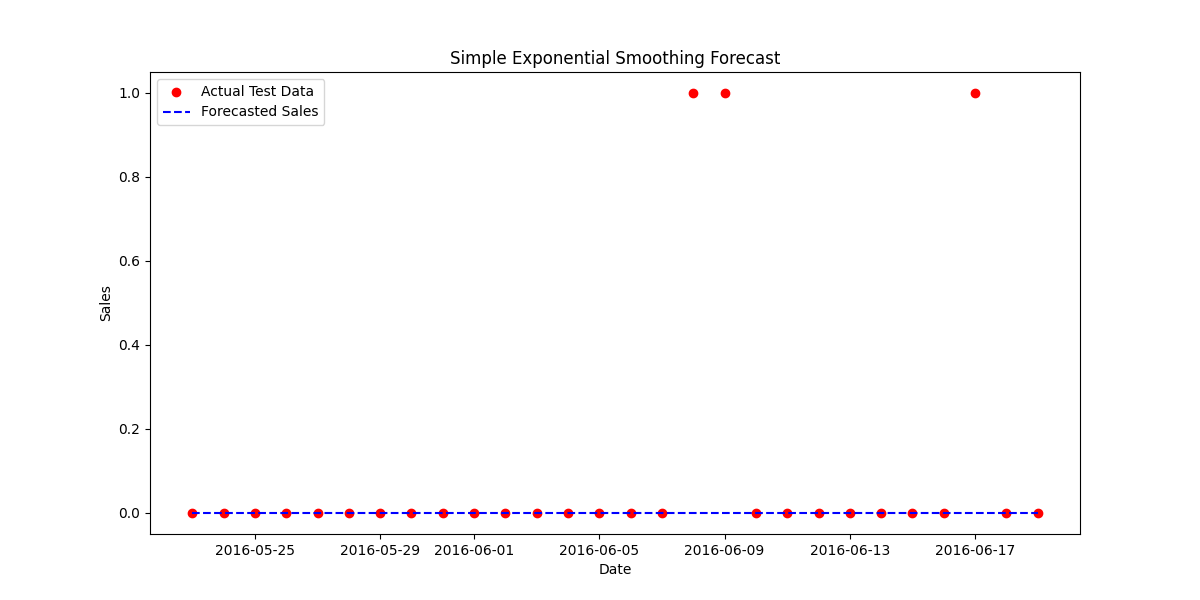 Simple Exponential Smoothing Forecast
Actual Test Data
Forecasted Sales
1.0
0.8
0.6
0.4
0.2
0.0
Sales
2016-05-25 2016-05-29 2016-06-01 2016-06-05 2016-06-09 2016-06-13 2016-06-17
Date